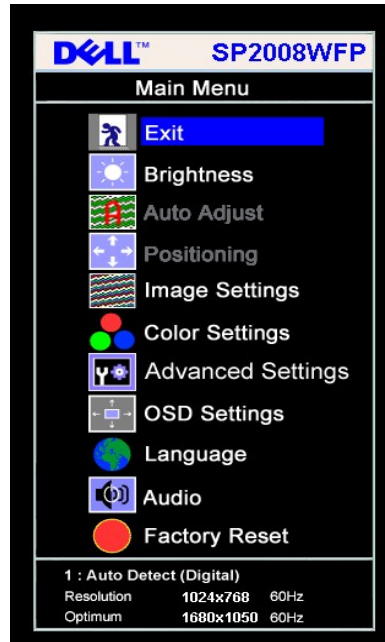 DELL™ SP2008WFP
Main Menu
Exit
Brightness
Auto Adjust
Positioning
Image Settings
Color Settings
Advanced Settings
OSD Settings
Language
Audio
Factory Reset
1 : Auto Detect (Digital)
Resolution 1024x768 60Hz
Optimum 1680x1050 60Hz